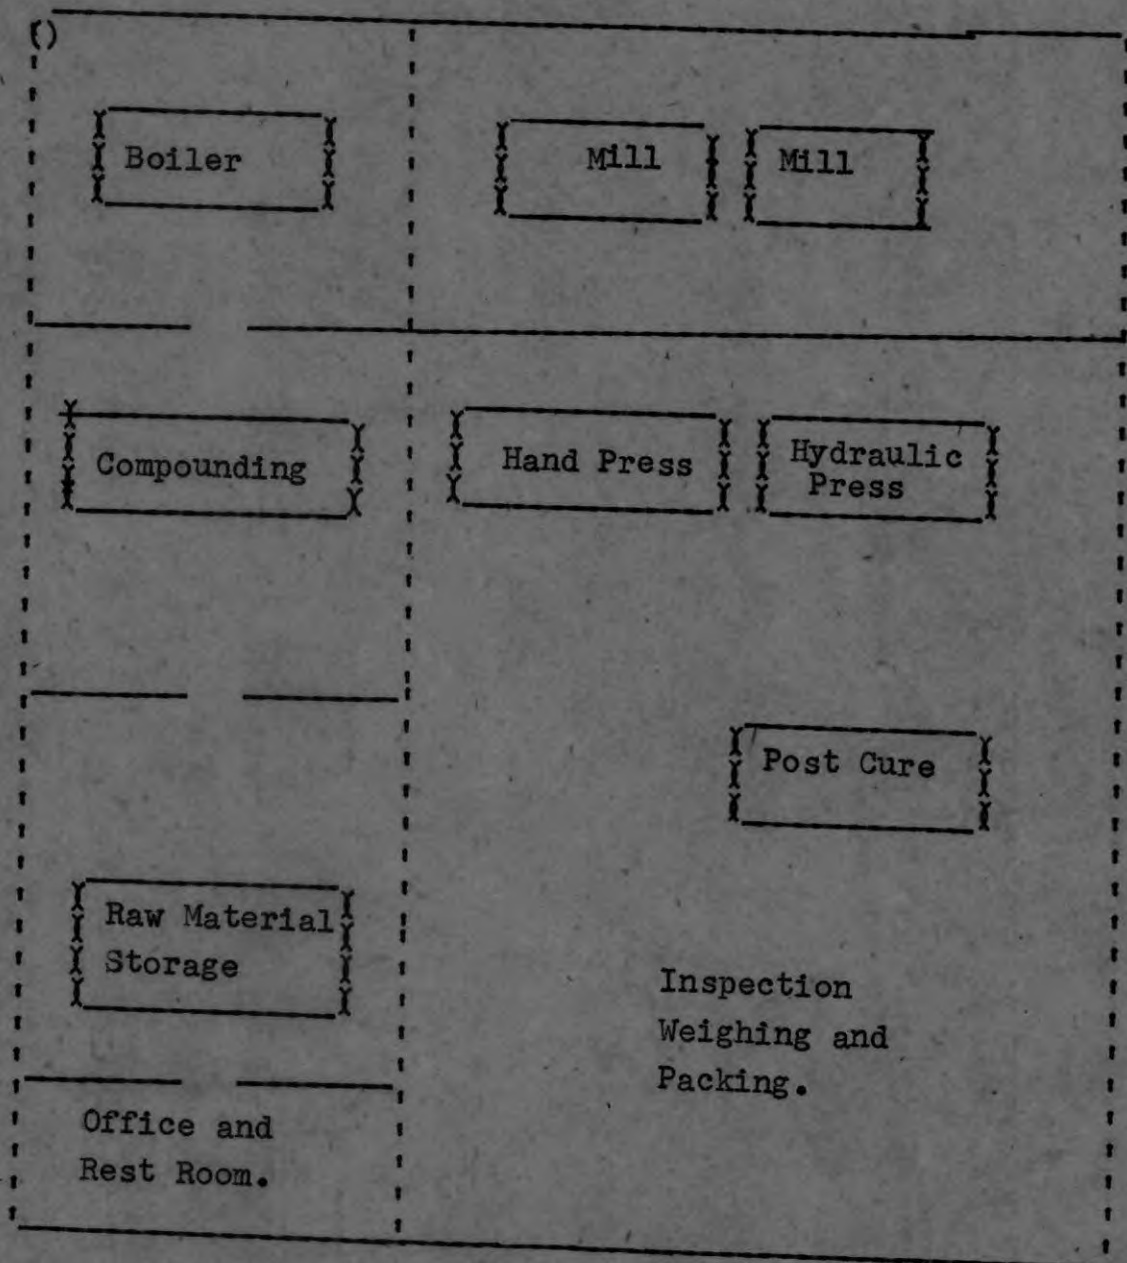 Boiler
Mill
Mill
Compounding
Hand Press
Hydraulic
Press
Post Cure
Raw Material
Storage
Inspection
Weighing and
Packing.
Office and
Rest Room.